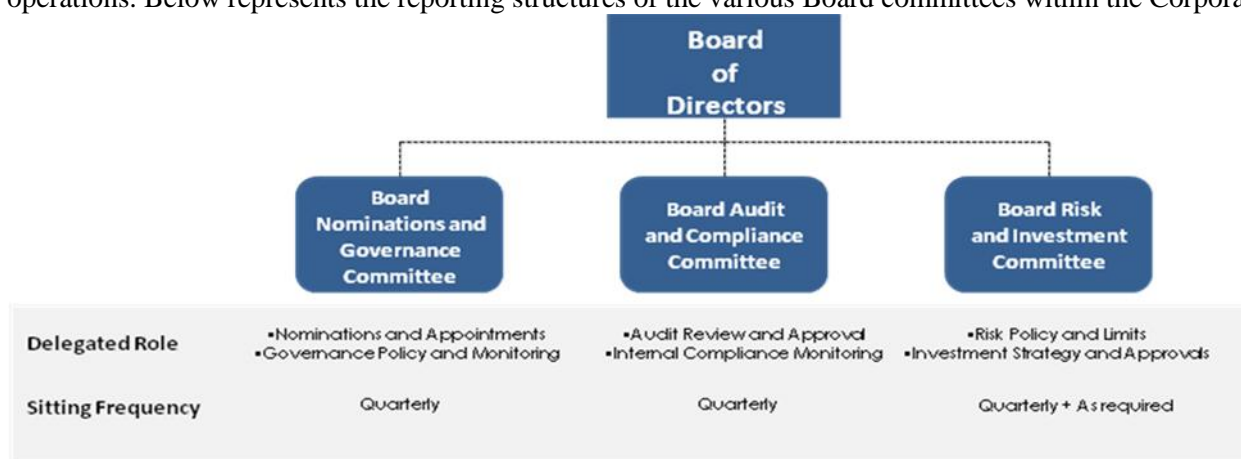 operations. Below represents the reporting structures of the various Board committees within the Corpora
Board
of
Directors
Board
Nominations and
Governance
Committee
Board Audit
and Compliance
Committee
Board Risk
and Investment
Committee
Delegated Role
▪Nominations and Appointments
▪Governance Policy and Monitoring
▪Audit Review and Approval
▪Internal Compliance Monitoring
▪Risk Policy and Limits
▪Investment Strategy and Approvals
Sitting Frequency
Quarterly
Quarterly
Quarterly + As required